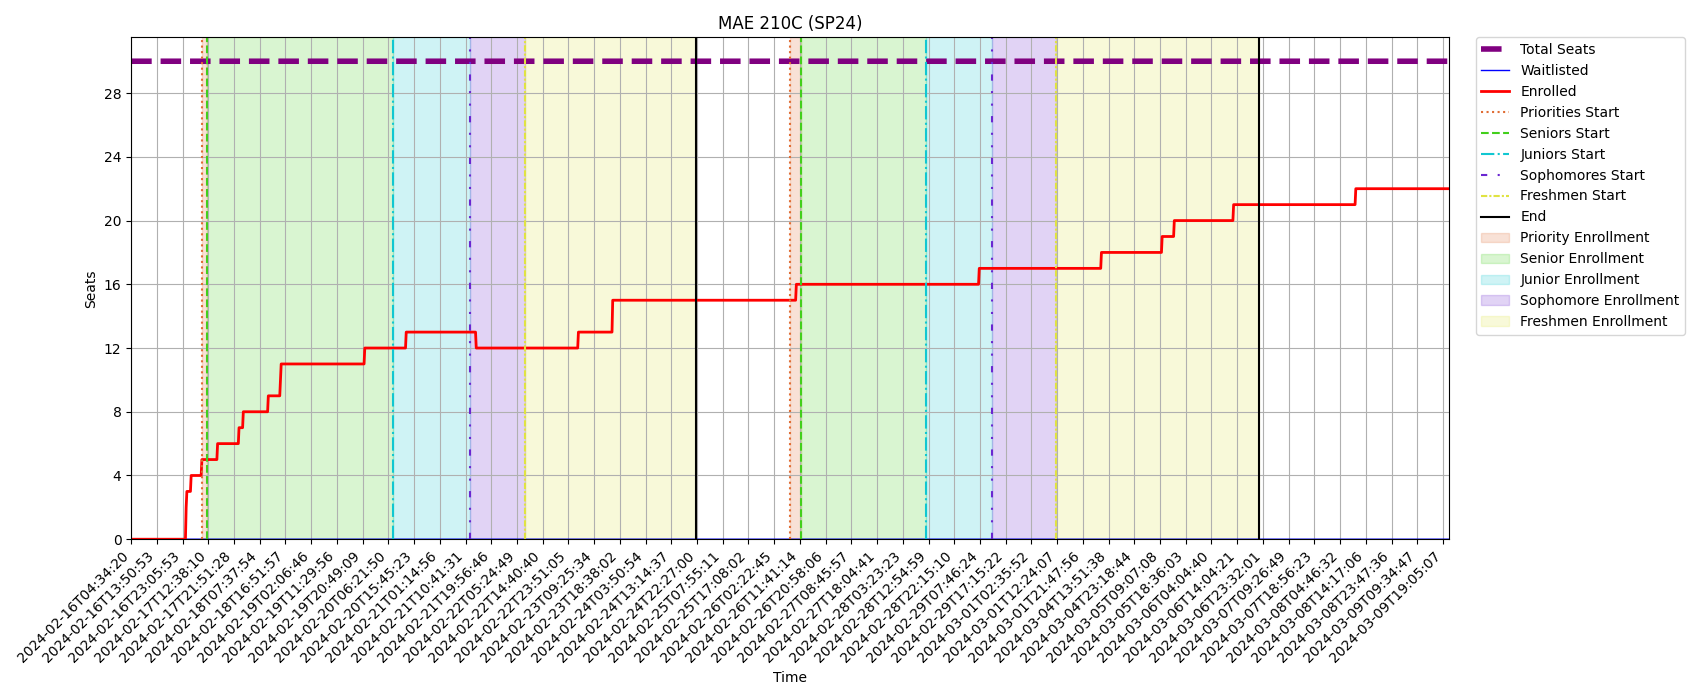 MAE 210C (SP24)
Seats
28
24
20
16
12
8
4
0
2024-02-16T04:34:20
2024-02-16T13:50:53
2024-02-16T23:05:53
2024-02-17T12:38:10
2024-02-17T21:51:28
2024-02-18T07:37:54
2024-02-18T16:51:57
2024-02-19T02:06:46
2024-02-19T11:29:56
2024-02-19T20:49:09
2024-02-20T06:21:50
2024-02-20T15:45:23
2024-02-21T01:14:56
2024-02-21T10:41:31
2024-02-21T19:56:46
2024-02-22T05:24:49
2024-02-22T14:40:40
2024-02-22T23:51:05
2024-02-23T09:25:34
2024-02-23T18:38:02
2024-02-24T03:50:54
2024-02-24T13:14:37
2024-02-24T22:27:00
2024-02-25T07:55:11
2024-02-25T17:08:02
2024-02-26T02:22:45
2024-02-26T11:41:14
2024-02-26T20:58:06
2024-02-27T08:45:57
2024-02-27T18:04:41
2024-02-28T03:23:23
2024-02-28T12:54:59
2024-02-28T22:15:10
2024-02-29T07:46:24
2024-02-29T17:15:22
2024-03-01T02:35:52
2024-03-01T12:24:07
2024-03-01T21:47:56
2024-03-04T13:51:38
2024-03-04T23:18:44
2024-03-05T09:07:08
2024-03-05T18:36:03
2024-03-06T04:04:40
2024-03-06T14:04:21
2024-03-06T23:32:01
2024-03-07T09:26:49
2024-03-07T18:56:23
2024-03-08T04:46:32
2024-03-08T14:17:06
2024-03-08T23:47:36
2024-03-09T09:34:47
2024-03-09T19:05:07
Time
Total Seats
Waitlisted
Enrolled
Priorities Start
Seniors Start
Juniors Start
Sophomores Start
Freshmen Start
End
Priority Enrollment
Senior Enrollment
Junior Enrollment
Sophomore Enrollment
Freshmen Enrollment